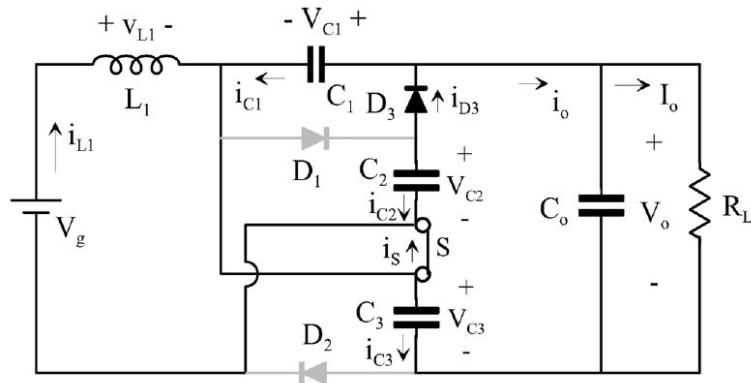 + v_L1 -
- V_C1 +
L_1
i_C1
C_1
D_3
i_D3
i_o
I_o
i_L1
D_1
C_2
+
V_C2
-
i_C2
V_g
i_S
S
C_o
+
V_o
-
R_L
C_3
+
V_C3
-
D_2
i_C3